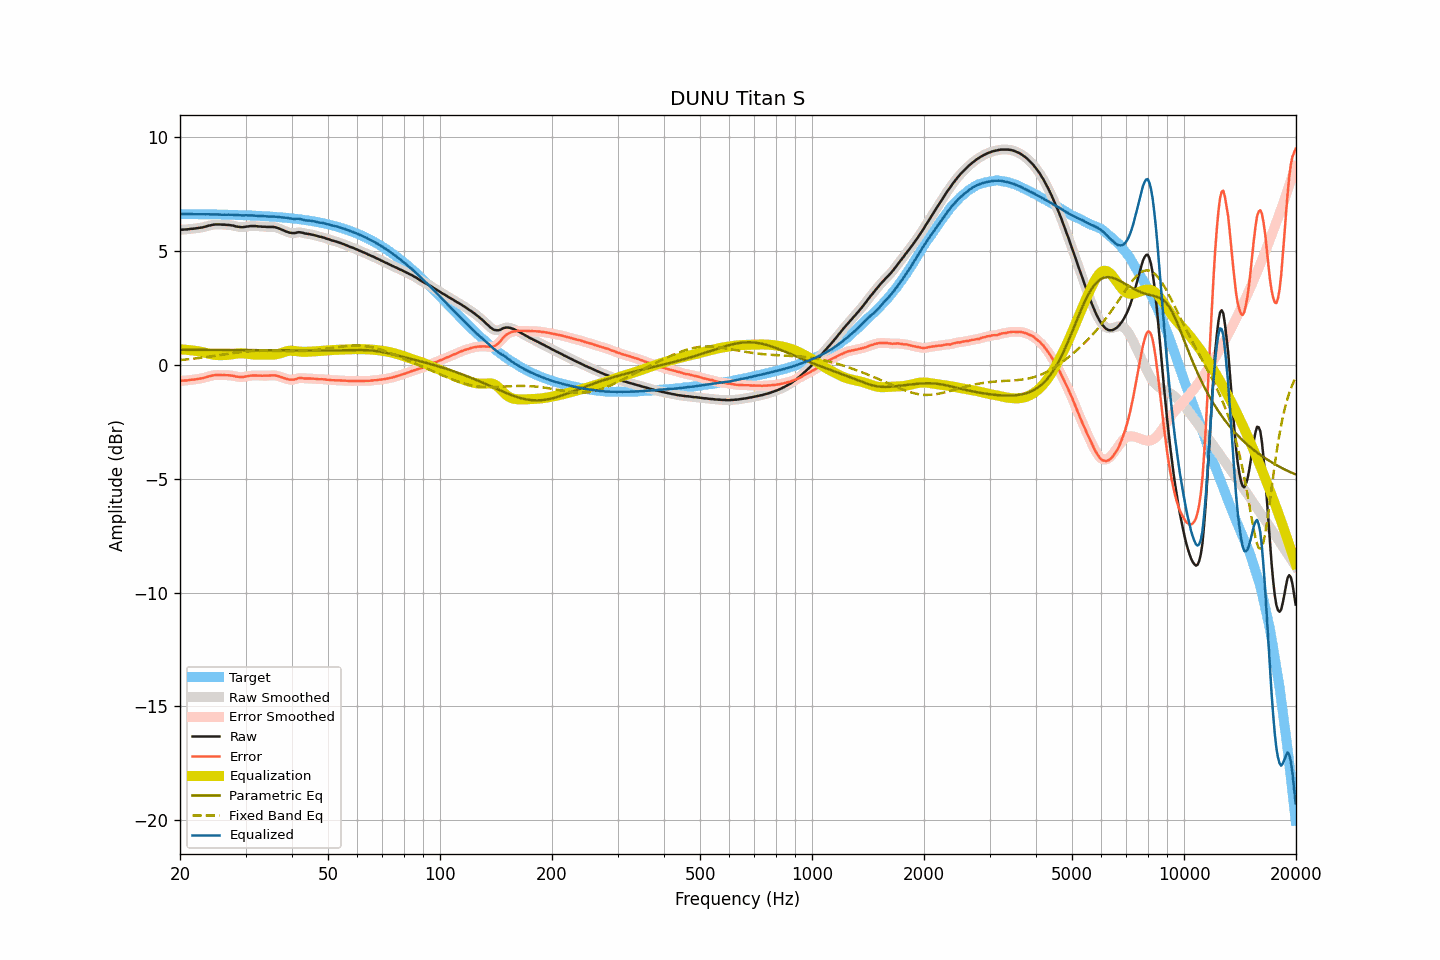 DUNU Titan S
Amplitude (dBr)
10
5
0
−5
−10
−15
−20
Target
Raw Smoothed
Error Smoothed
Raw
Error
Equalization
Parametric Eq
Fixed Band Eq
Equalized
20 50 100 200 500 1000 2000 5000 10000 20000
Frequency (Hz)